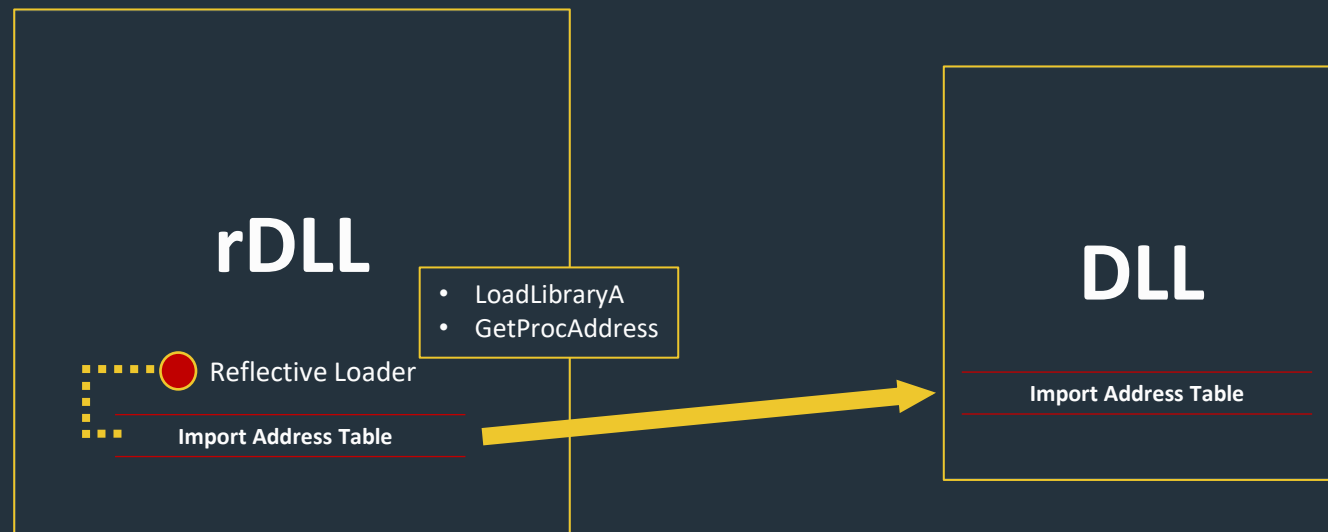 rDLL
• LoadLibraryA
• GetProcAddress
Reflective Loader
Import Address Table
DLL
Import Address Table